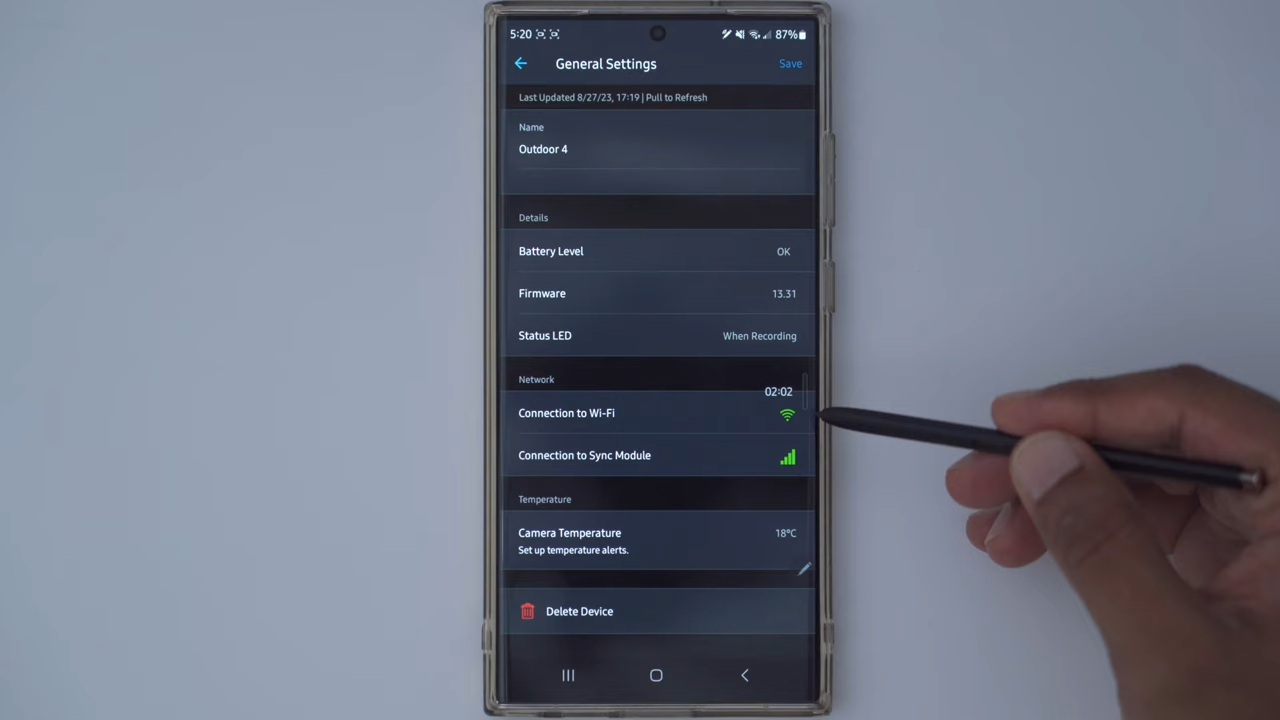 5:20 87%
General Settings Save
Last Updated 8/27/23, 17:19 | Pull to Refresh
Name
Outdoor 4
Details
Battery Level OK
Firmware 13.31
Status LED When Recording
Network
02:02
Connection to Wi-Fi
Connection to Sync Module
Temperature
Camera Temperature 18°C
Set up temperature alerts.
Delete Device